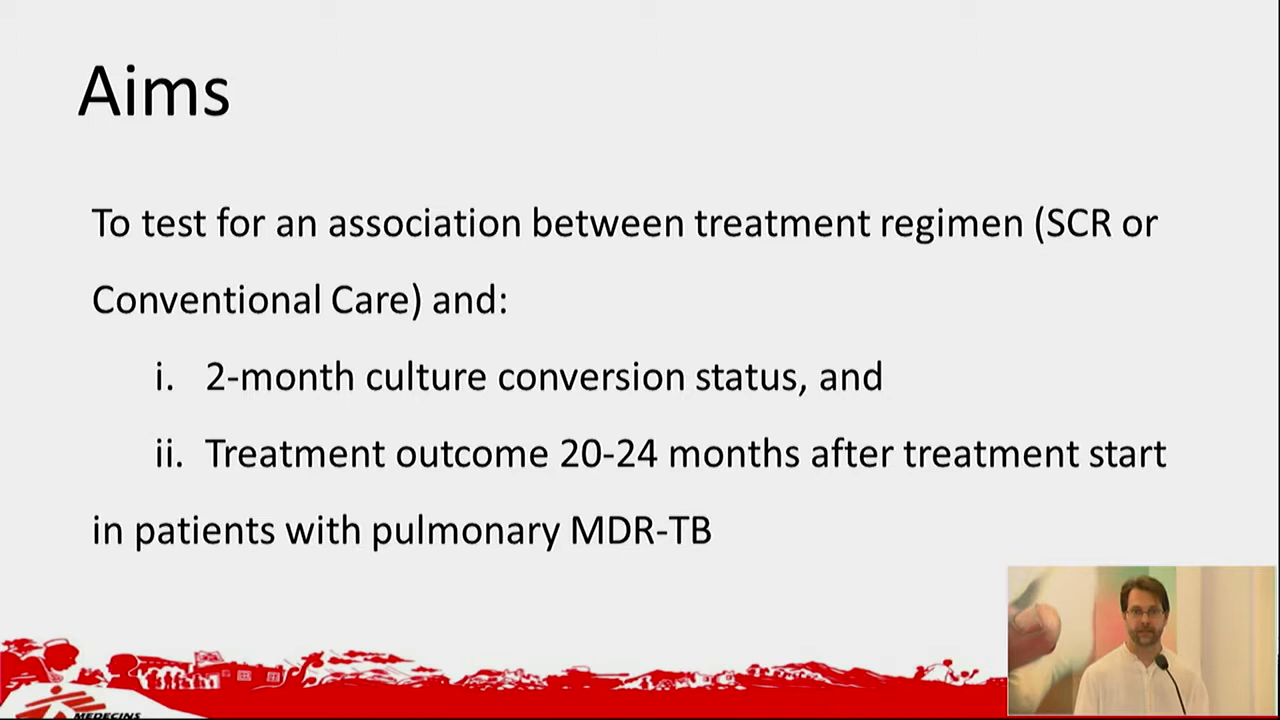 Aims
To test for an association between treatment regimen (SCR or
Conventional Care) and:
i. 2-month culture conversion status, and
ii. Treatment outcome 20-24 months after treatment start
in patients with pulmonary MDR-TB
MEDECINS